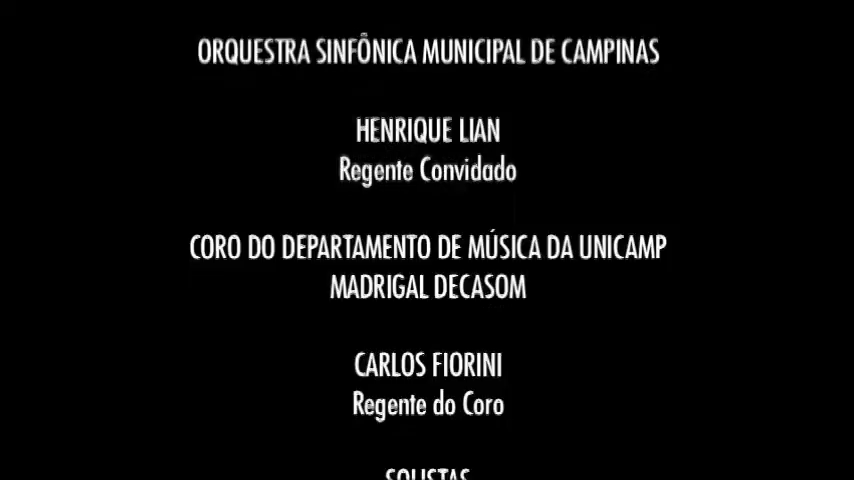 ORQUESTRA SINFÔNICA MUNICIPAL DE CAMPINAS
HENRIQUE LIAN
Regente Convidado
CORO DO DEPARTAMENTO DE MÚSICA DA UNICAMP
MADRIGAL DECASOM
CARLOS FIORINI
Regente do Coro
SOLISTAS